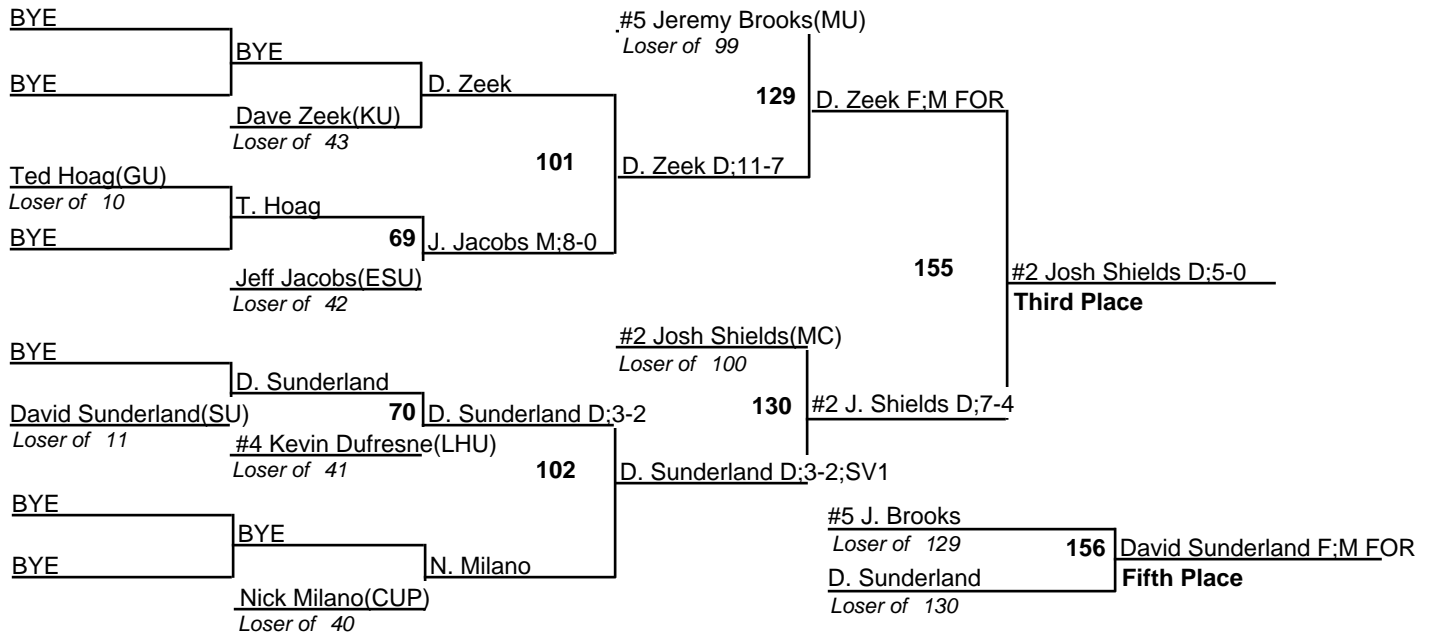 BYE
#5 Jeremy Brooks(MU)
Loser of 99
BYE
BYE
D. Zeek
129
D. Zeek F;M FOR
Dave Zeek(KU)
Loser of 43
101
D. Zeek D;11-7
Ted Hoag(GU)
Loser of 10
T. Hoag
BYE
69
J. Jacobs M;8-0
Jeff Jacobs(ESU)
Loser of 42
155
#2 Josh Shields D;5-0
Third Place
BYE
#2 Josh Shields(MC)
Loser of 100
D. Sunderland
David Sunderland(SU)
Loser of 11
70
D. Sunderland D;3-2
130
#2 J. Shields D;7-4
#4 Kevin Dufresne(LHU)
Loser of 41
102
D. Sunderland D;3-2;SV1
BYE
#5 J. Brooks
Loser of 129
BYE
156
David Sunderland F;M FOR
Fifth Place
BYE
N. Milano
D. Sunderland
Loser of 130
Nick Milano(CUP)
Loser of 40